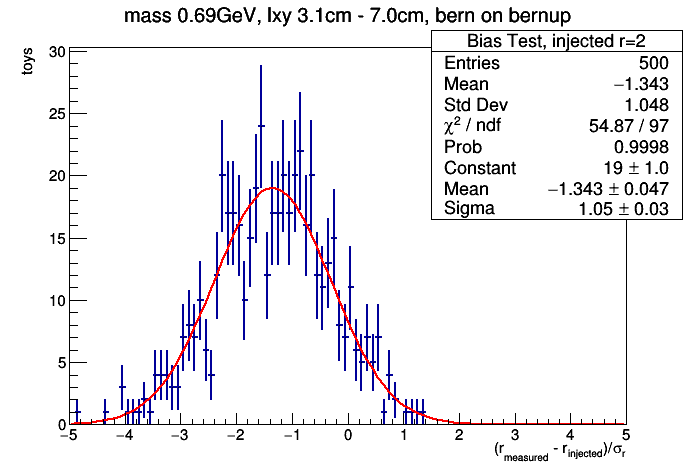 mass 0.69GeV, lxy 3.1cm - 7.0cm, bern on bernup
Bias Test, injected r=2
Entries 500
Mean −1.343
Std Dev 1.048
χ² / ndf 54.87 / 97
Prob 0.9998
Constant 19 ± 1.0
Mean −1.343 ± 0.047
Sigma 1.05 ± 0.03
toys
30
25
20
15
10
5
0
−5 −4 −3 −2 −1 0 1 2 3 4 5
(r_measured - r_injected)/σ_r